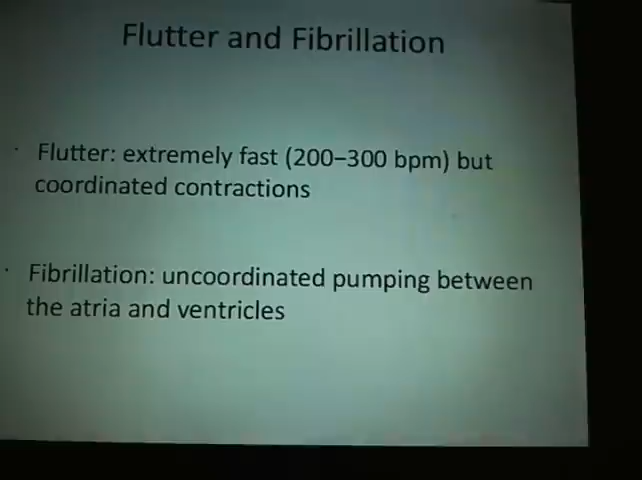 Flutter and Fibrillation
· Flutter: extremely fast (200–300 bpm) but
coordinated contractions
· Fibrillation: uncoordinated pumping between
the atria and ventricles